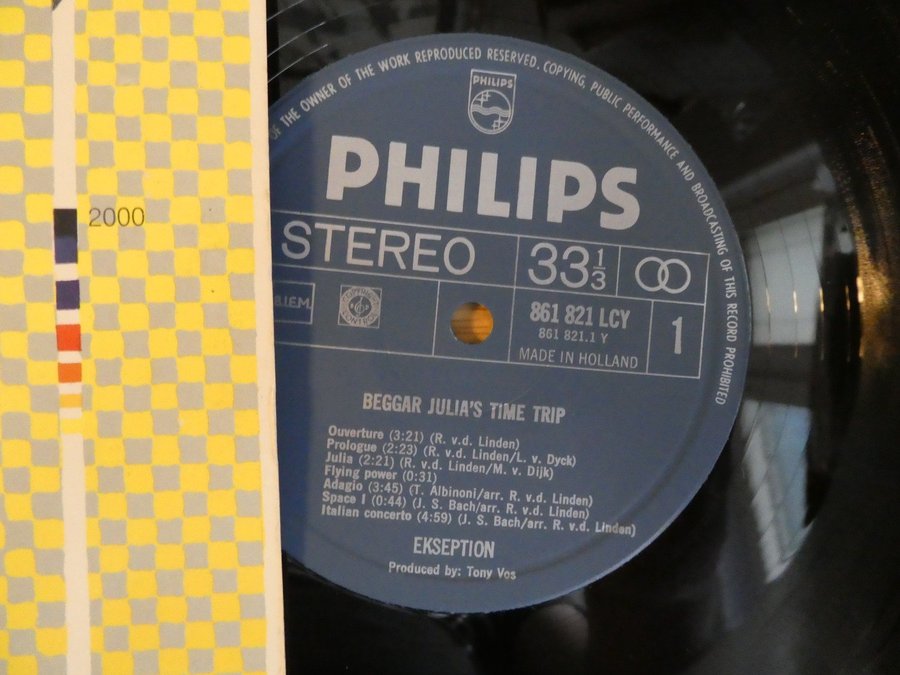 2000
OF THE OWNER OF THE WORK REPRODUCED RESERVED. COPYING, PUBLIC PERFORMANCE AND BROADCASTING OF THIS RECORD PROHIBITED
PHILIPS
PHILIPS
STEREO
33 1/3
BIEM
861 821 LCY
861 821.1 Y
MADE IN HOLLAND
1
BEGGAR JULIA'S TIME TRIP
Ouverture (3:21) (R. v.d. Linden)
Prologue (2:23) (R. v.d. Linden/L. v. Dyck)
Julia (2:21) (R. v.d. Linden/M. v. Dijk)
Flying power (0:31)
Adagio (3:45) (T. Albinoni/arr. R. v.d. Linden)
Space I (0:44) (J. S. Bach/arr. R. v.d. Linden)
Italian concerto (4:59) (J. S. Bach/arr. R. v.d. Linden)
EKSEPTION
Produced by: Tony Vos